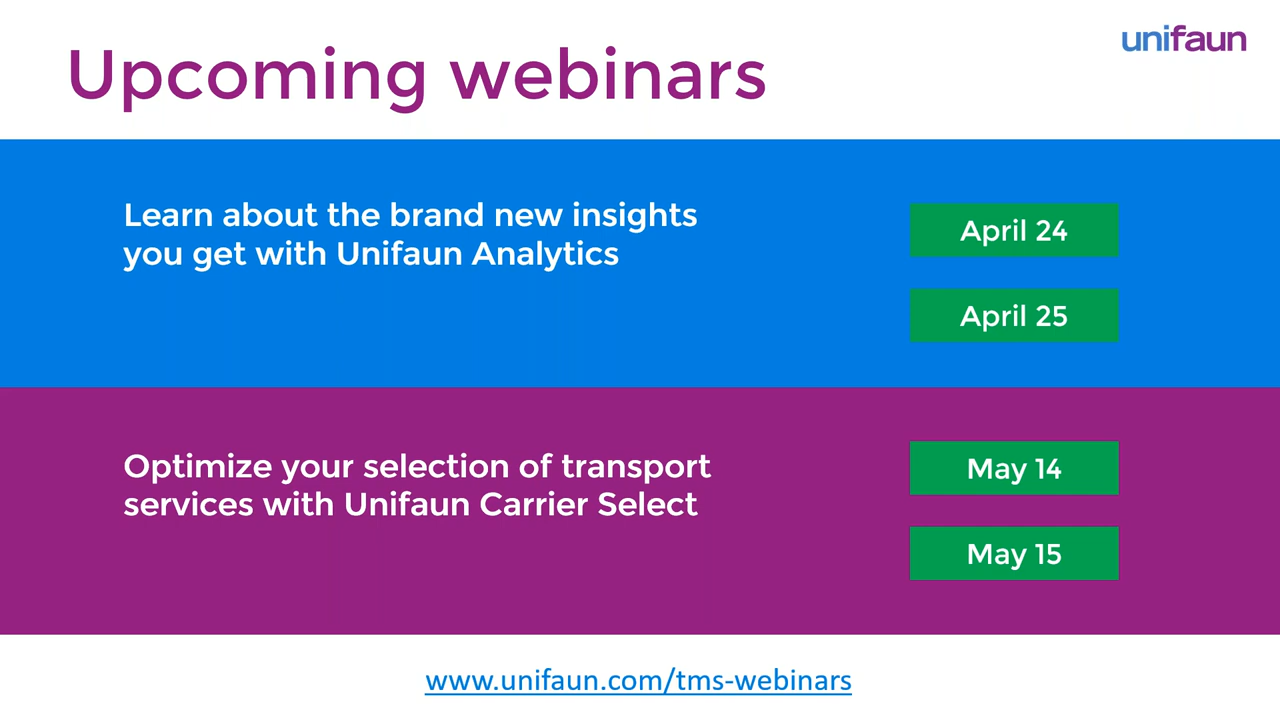 Upcoming webinars
unifaun
Learn about the brand new insights
you get with Unifaun Analytics
April 24
April 25
Optimize your selection of transport
services with Unifaun Carrier Select
May 14
May 15
www.unifaun.com/tms-webinars